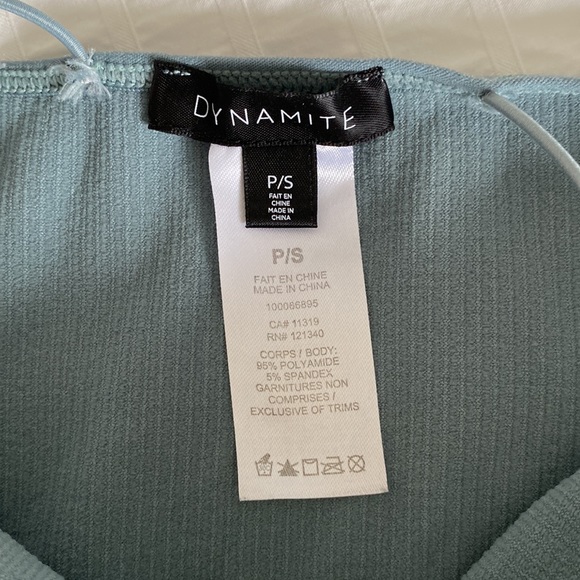 DYNAMITE
P/S
FAIT EN
CHINE
MADE IN
CHINA
P/S
FAIT EN CHINE
MADE IN CHINA
100066895
CA# 11319
RN# 121340
CORPS / BODY:
95% POLYAMIDE
5% SPANDEX
GARNITURES NON
COMPRISES /
EXCLUSIVE OF TRIMS